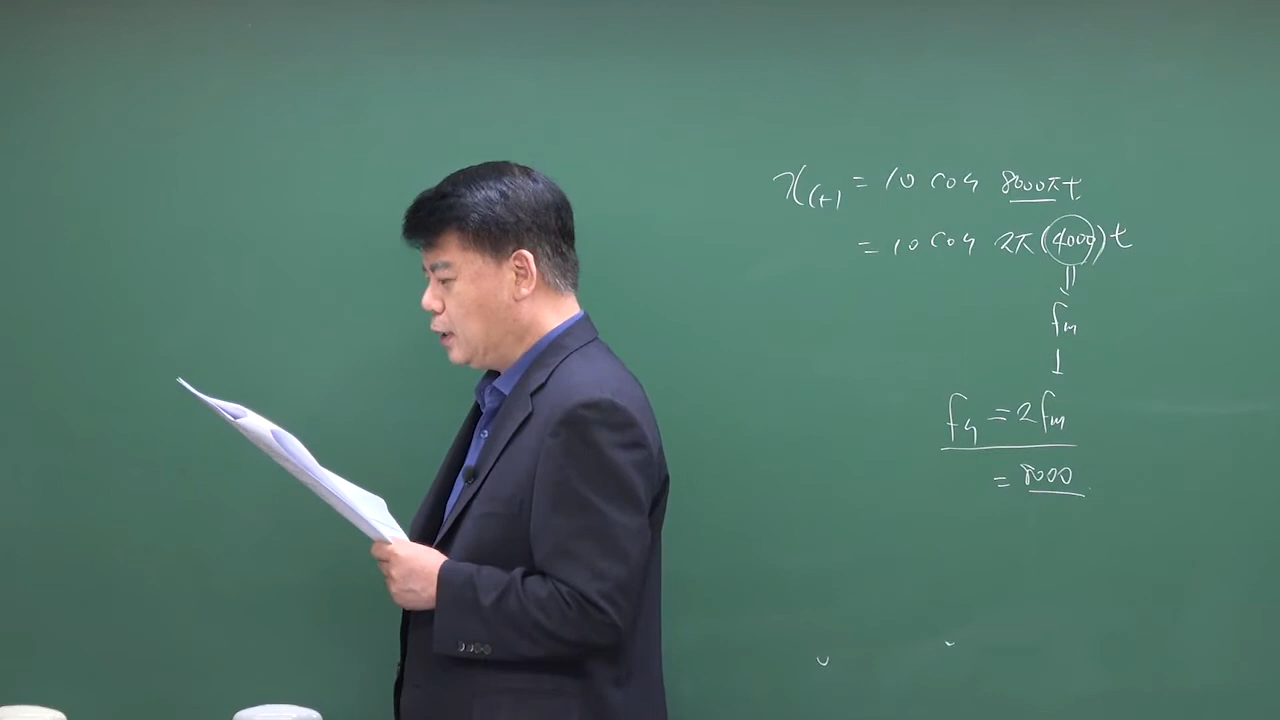 x(t) = 10 cos 8000πt
= 10 cos 2π(4000)t
fm
fs = 2fm
= 8000